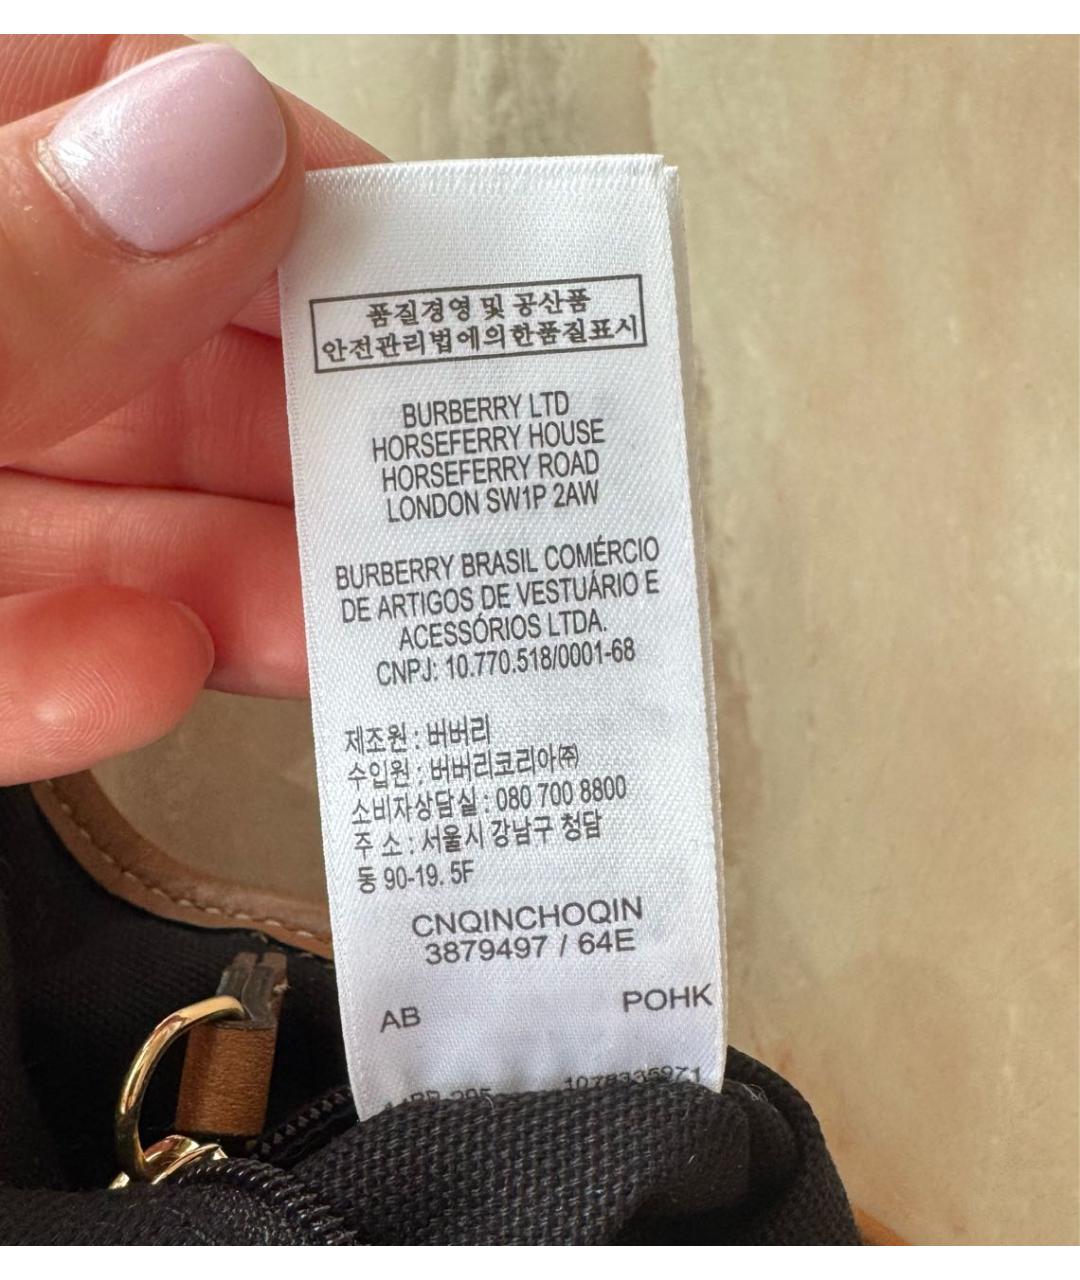 품질경영 및 공산품
안전관리법에의한품질표시
BURBERRY LTD
HORSEFERRY HOUSE
HORSEFERRY ROAD
LONDON SW1P 2AW
BURBERRY BRASIL COMÉRCIO
DE ARTIGOS DE VESTUÁRIO E
ACESSÓRIOS LTDA.
CNPJ: 10.770.518/0001-68
제조원 : 버버리
수입원 : 버버리코리아㈜
소비자상담실 : 080 700 8800
주 소 : 서울시 강남구 청담
동 90-19. 5F
CNQINCHOQIN
3879497 / 64E
AB POHK